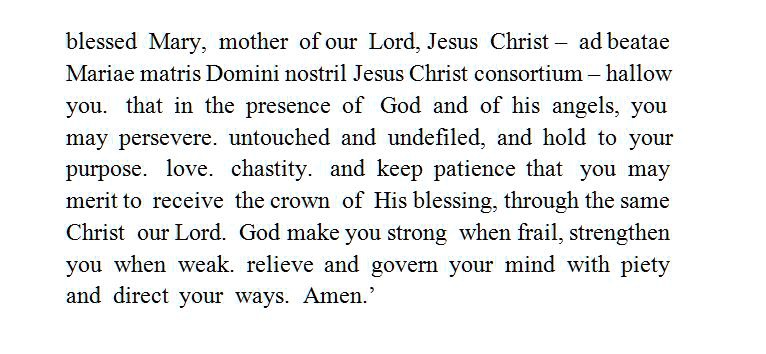 blessed Mary, mother of our Lord, Jesus Christ – ad beatae
Mariae matris Domini nostril Jesus Christ consortium – hallow
you. that in the presence of God and of his angels, you
may persevere. untouched and undefiled, and hold to your
purpose. love. chastity. and keep patience that you may
merit to receive the crown of His blessing, through the same
Christ our Lord. God make you strong when frail, strengthen
you when weak. relieve and govern your mind with piety
and direct your ways. Amen.’